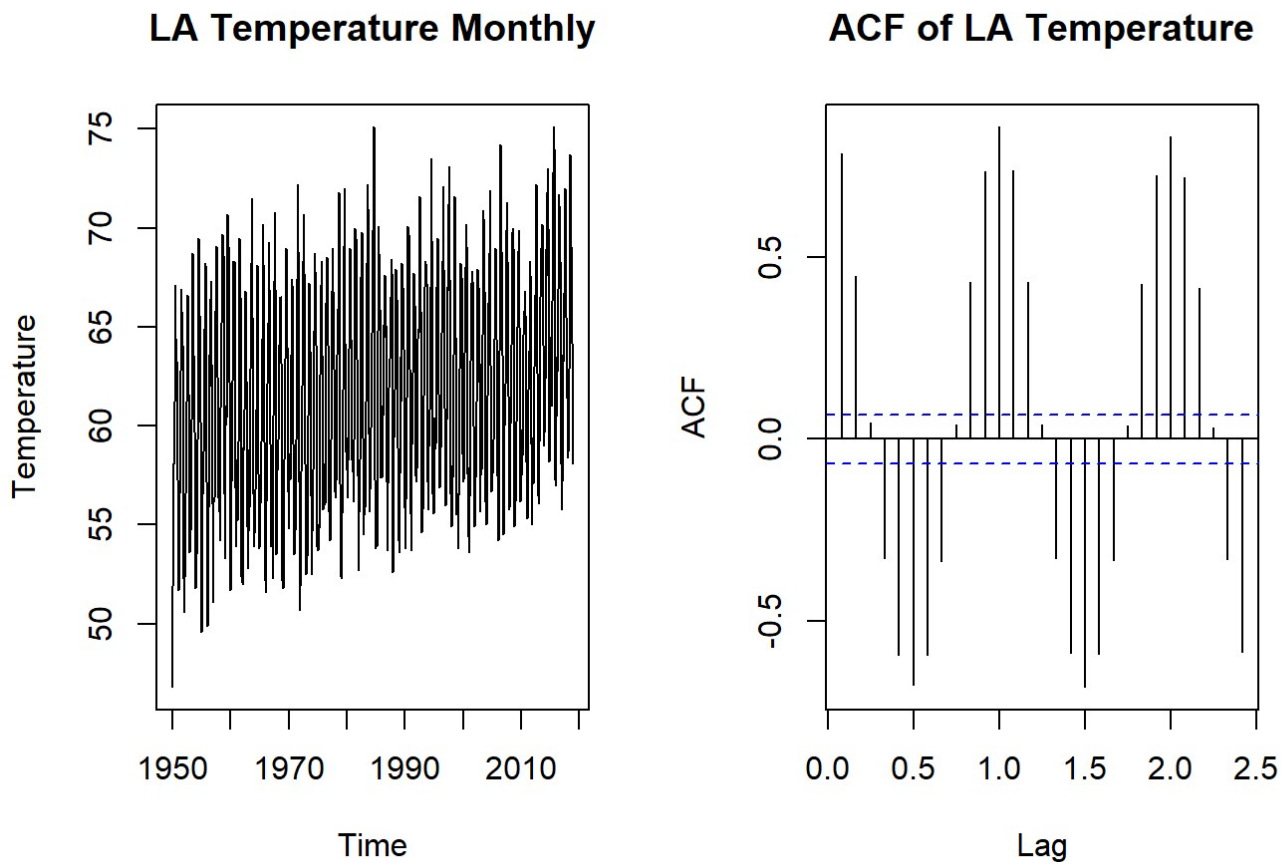 LA Temperature Monthly
Temperature
75
70
65
60
55
50
1950 1970 1990 2010
Time
ACF of LA Temperature
ACF
0.5
0.0
-0.5
0.0 0.5 1.0 1.5 2.0 2.5
Lag